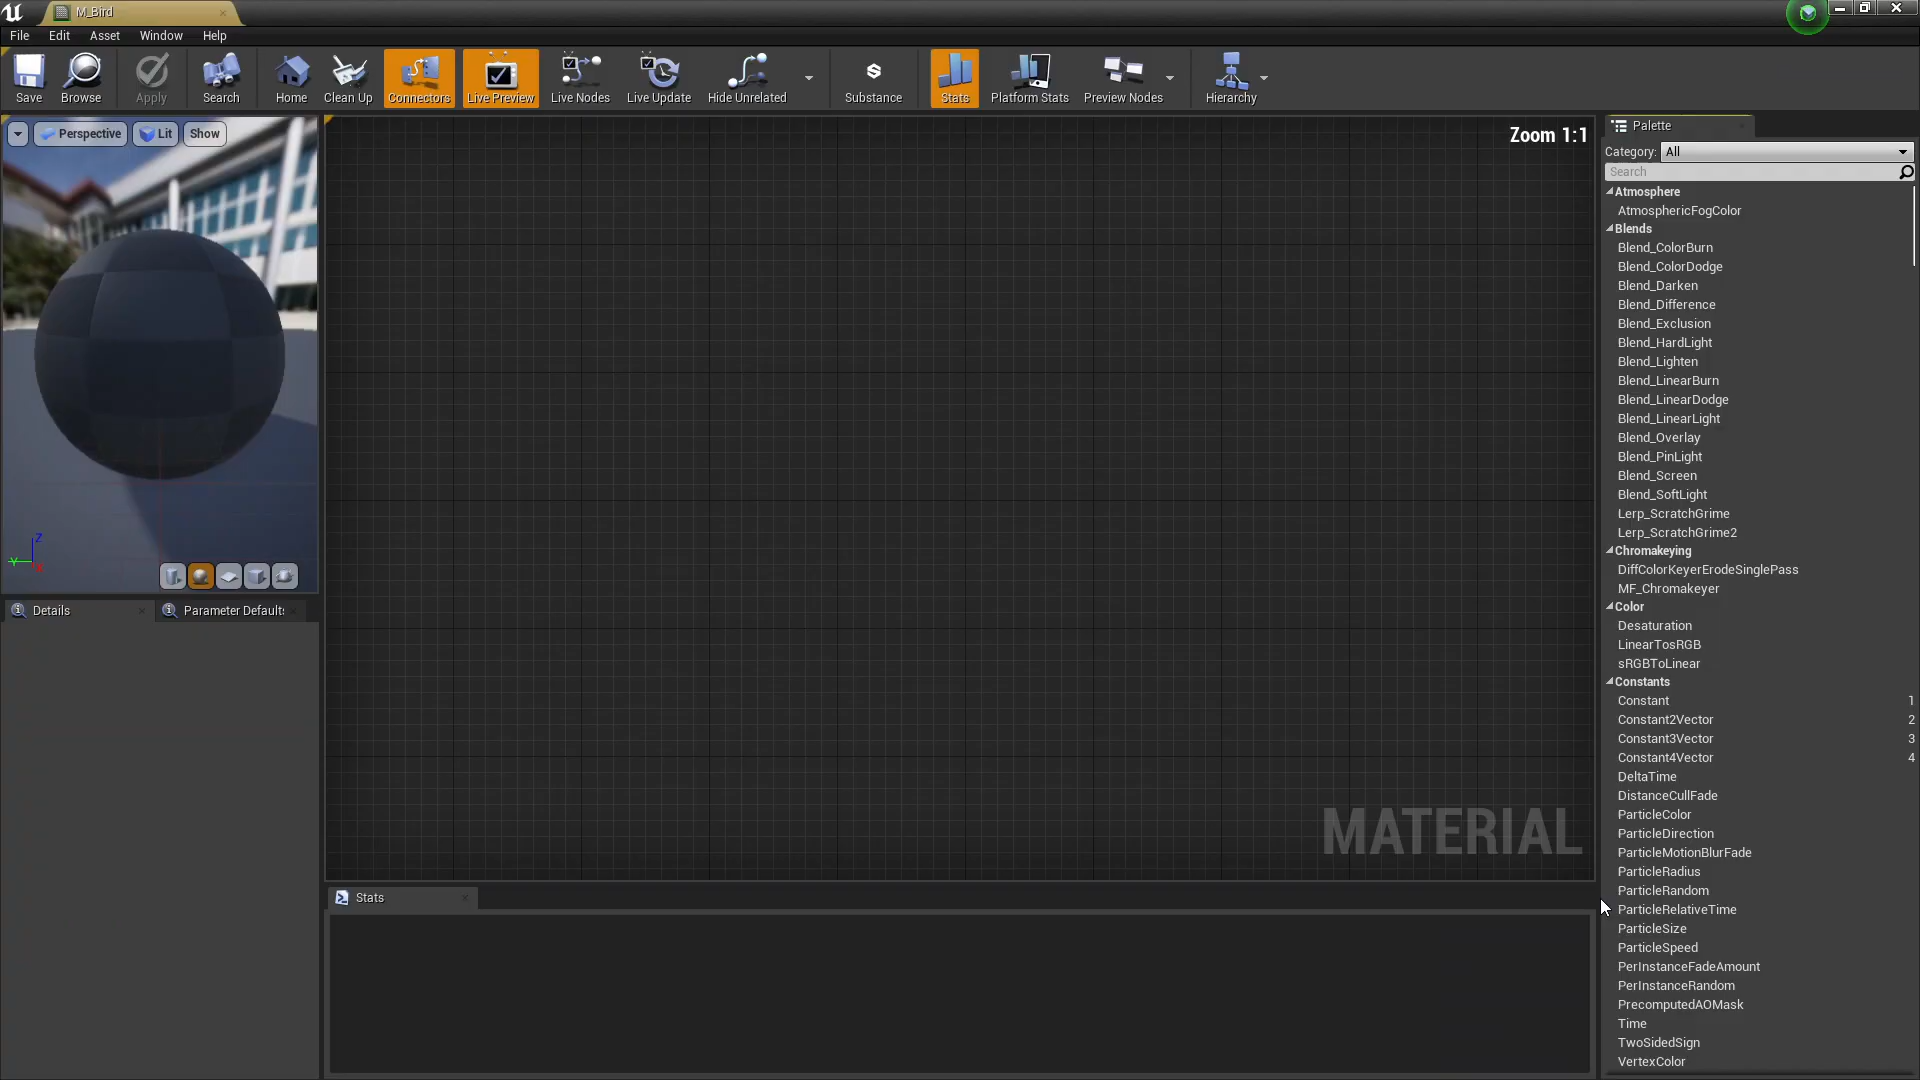 M_Bird
File Edit Asset Window Help
Save Browse Apply Search Home Clean Up Connectors Live Preview Live Nodes Live Update Hide Unrelated Substance Stats Platform Stats Preview Nodes Hierarchy
Perspective Lit Show
Zoom 1:1
MATERIAL
Z
Y
X
Details Parameter Defaults
Stats
Palette
Category: All
Search
Atmosphere
AtmosphericFogColor
Blends
Blend_ColorBurn
Blend_ColorDodge
Blend_Darken
Blend_Difference
Blend_Exclusion
Blend_HardLight
Blend_Lighten
Blend_LinearBurn
Blend_LinearDodge
Blend_LinearLight
Blend_Overlay
Blend_PinLight
Blend_Screen
Blend_SoftLight
Lerp_ScratchGrime
Lerp_ScratchGrime2
Chromakeying
DiffColorKeyerErodeSinglePass
MF_Chromakeyer
Color
Desaturation
LinearTosRGB
sRGBToLinear
Constants
Constant 1
Constant2Vector 2
Constant3Vector 3
Constant4Vector 4
DeltaTime
DistanceCullFade
ParticleColor
ParticleDirection
ParticleMotionBlurFade
ParticleRadius
ParticleRandom
ParticleRelativeTime
ParticleSize
ParticleSpeed
PerInstanceFadeAmount
PerInstanceRandom
PrecomputedAOMask
Time
TwoSidedSign
VertexColor